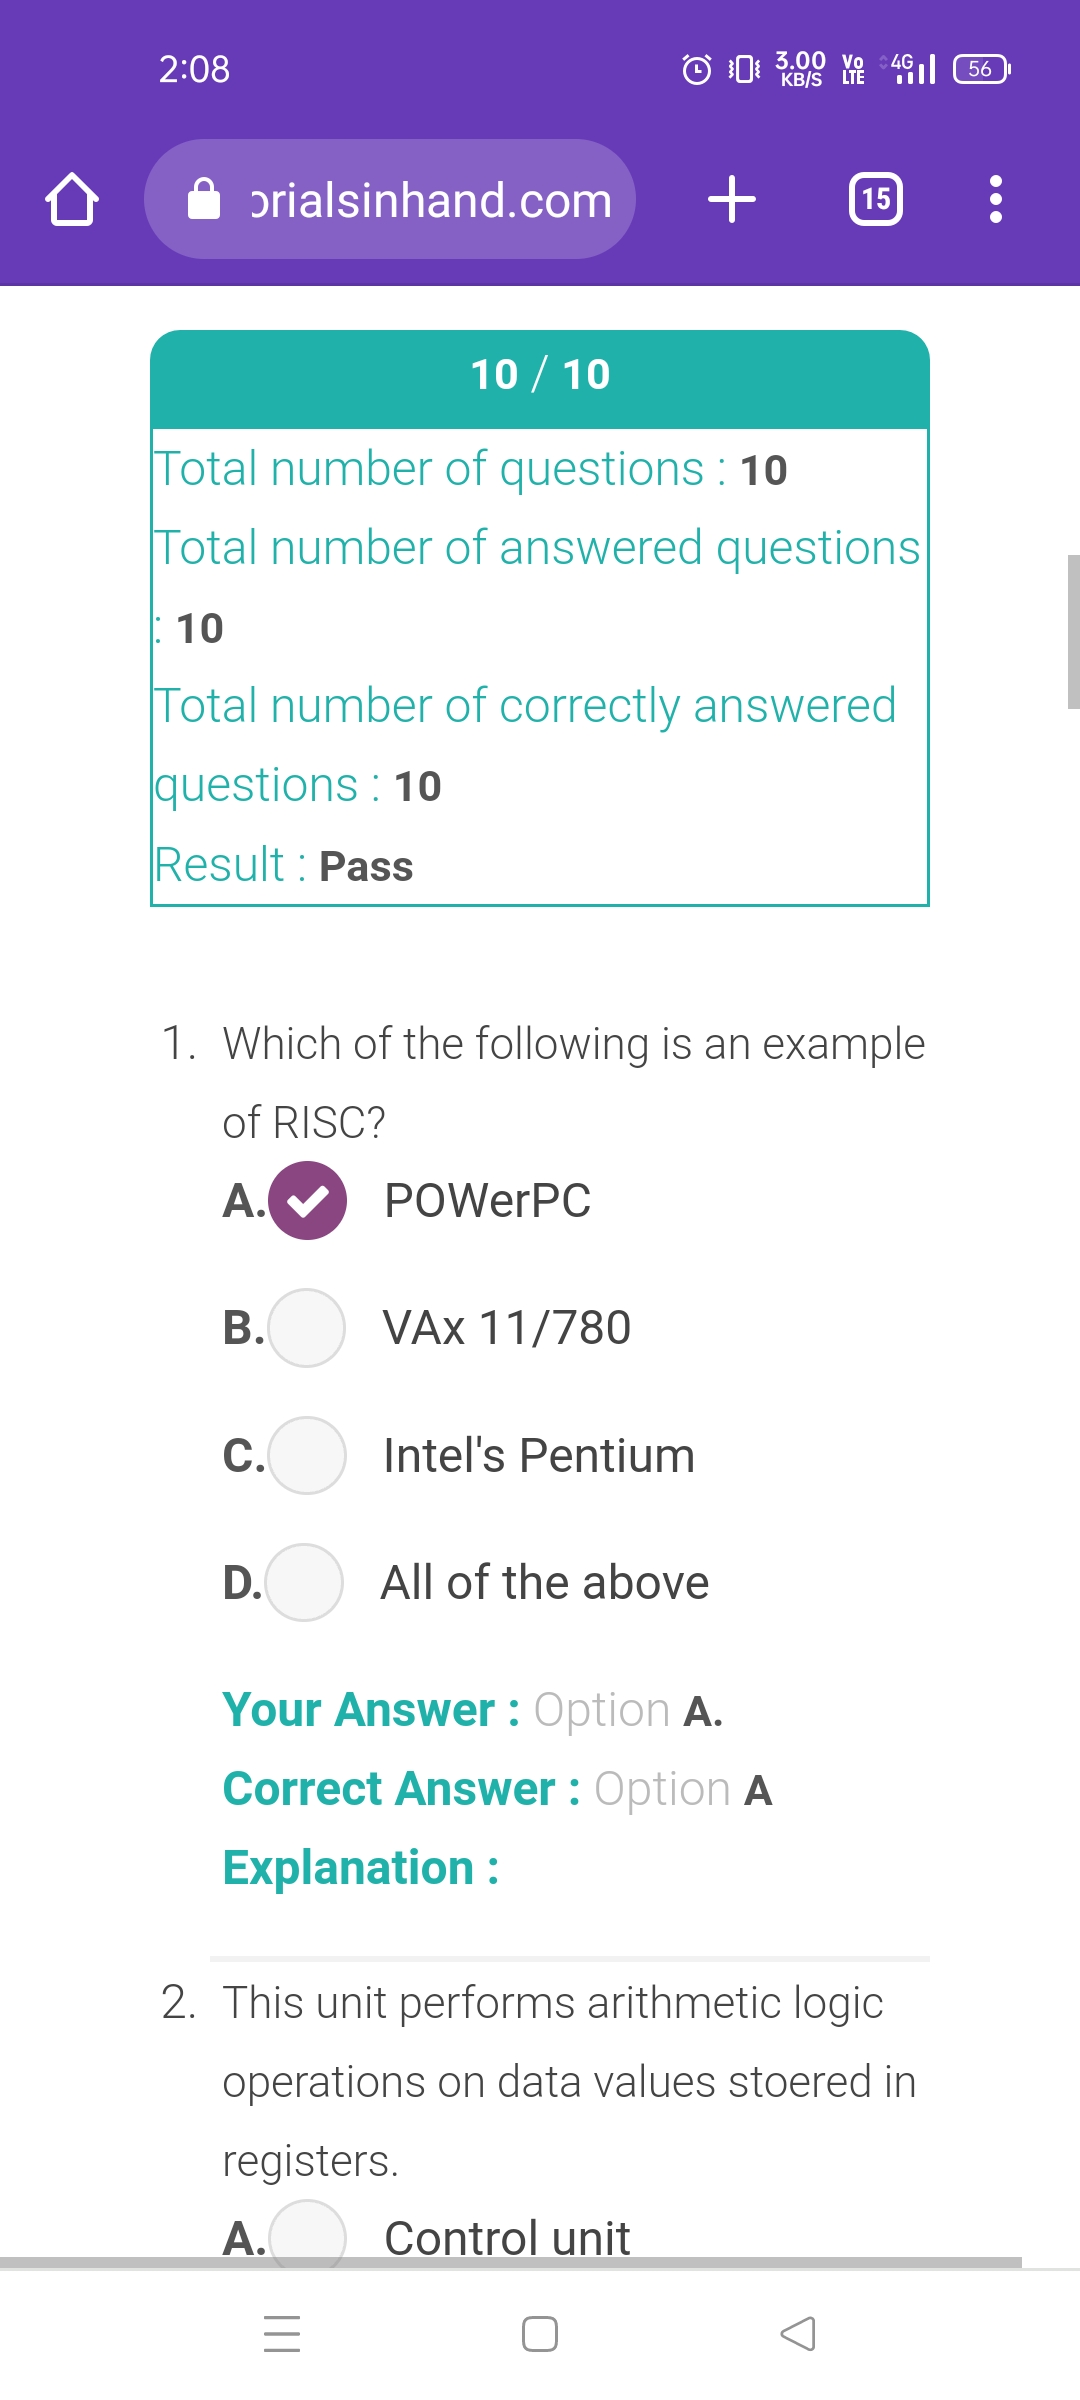 2:08
3.00 KB/S Vo LTE 4G 56
orialsinhand.com
15
10 / 10
Total number of questions : 10
Total number of answered questions
: 10
Total number of correctly answered
questions : 10
Result : Pass
1. Which of the following is an example
of RISC?
A. POWerPC
B. VAx 11/780
C. Intel's Pentium
D. All of the above
Your Answer : Option A.
Correct Answer : Option A
Explanation :
2. This unit performs arithmetic logic
operations on data values stoered in
registers.
A. Control unit